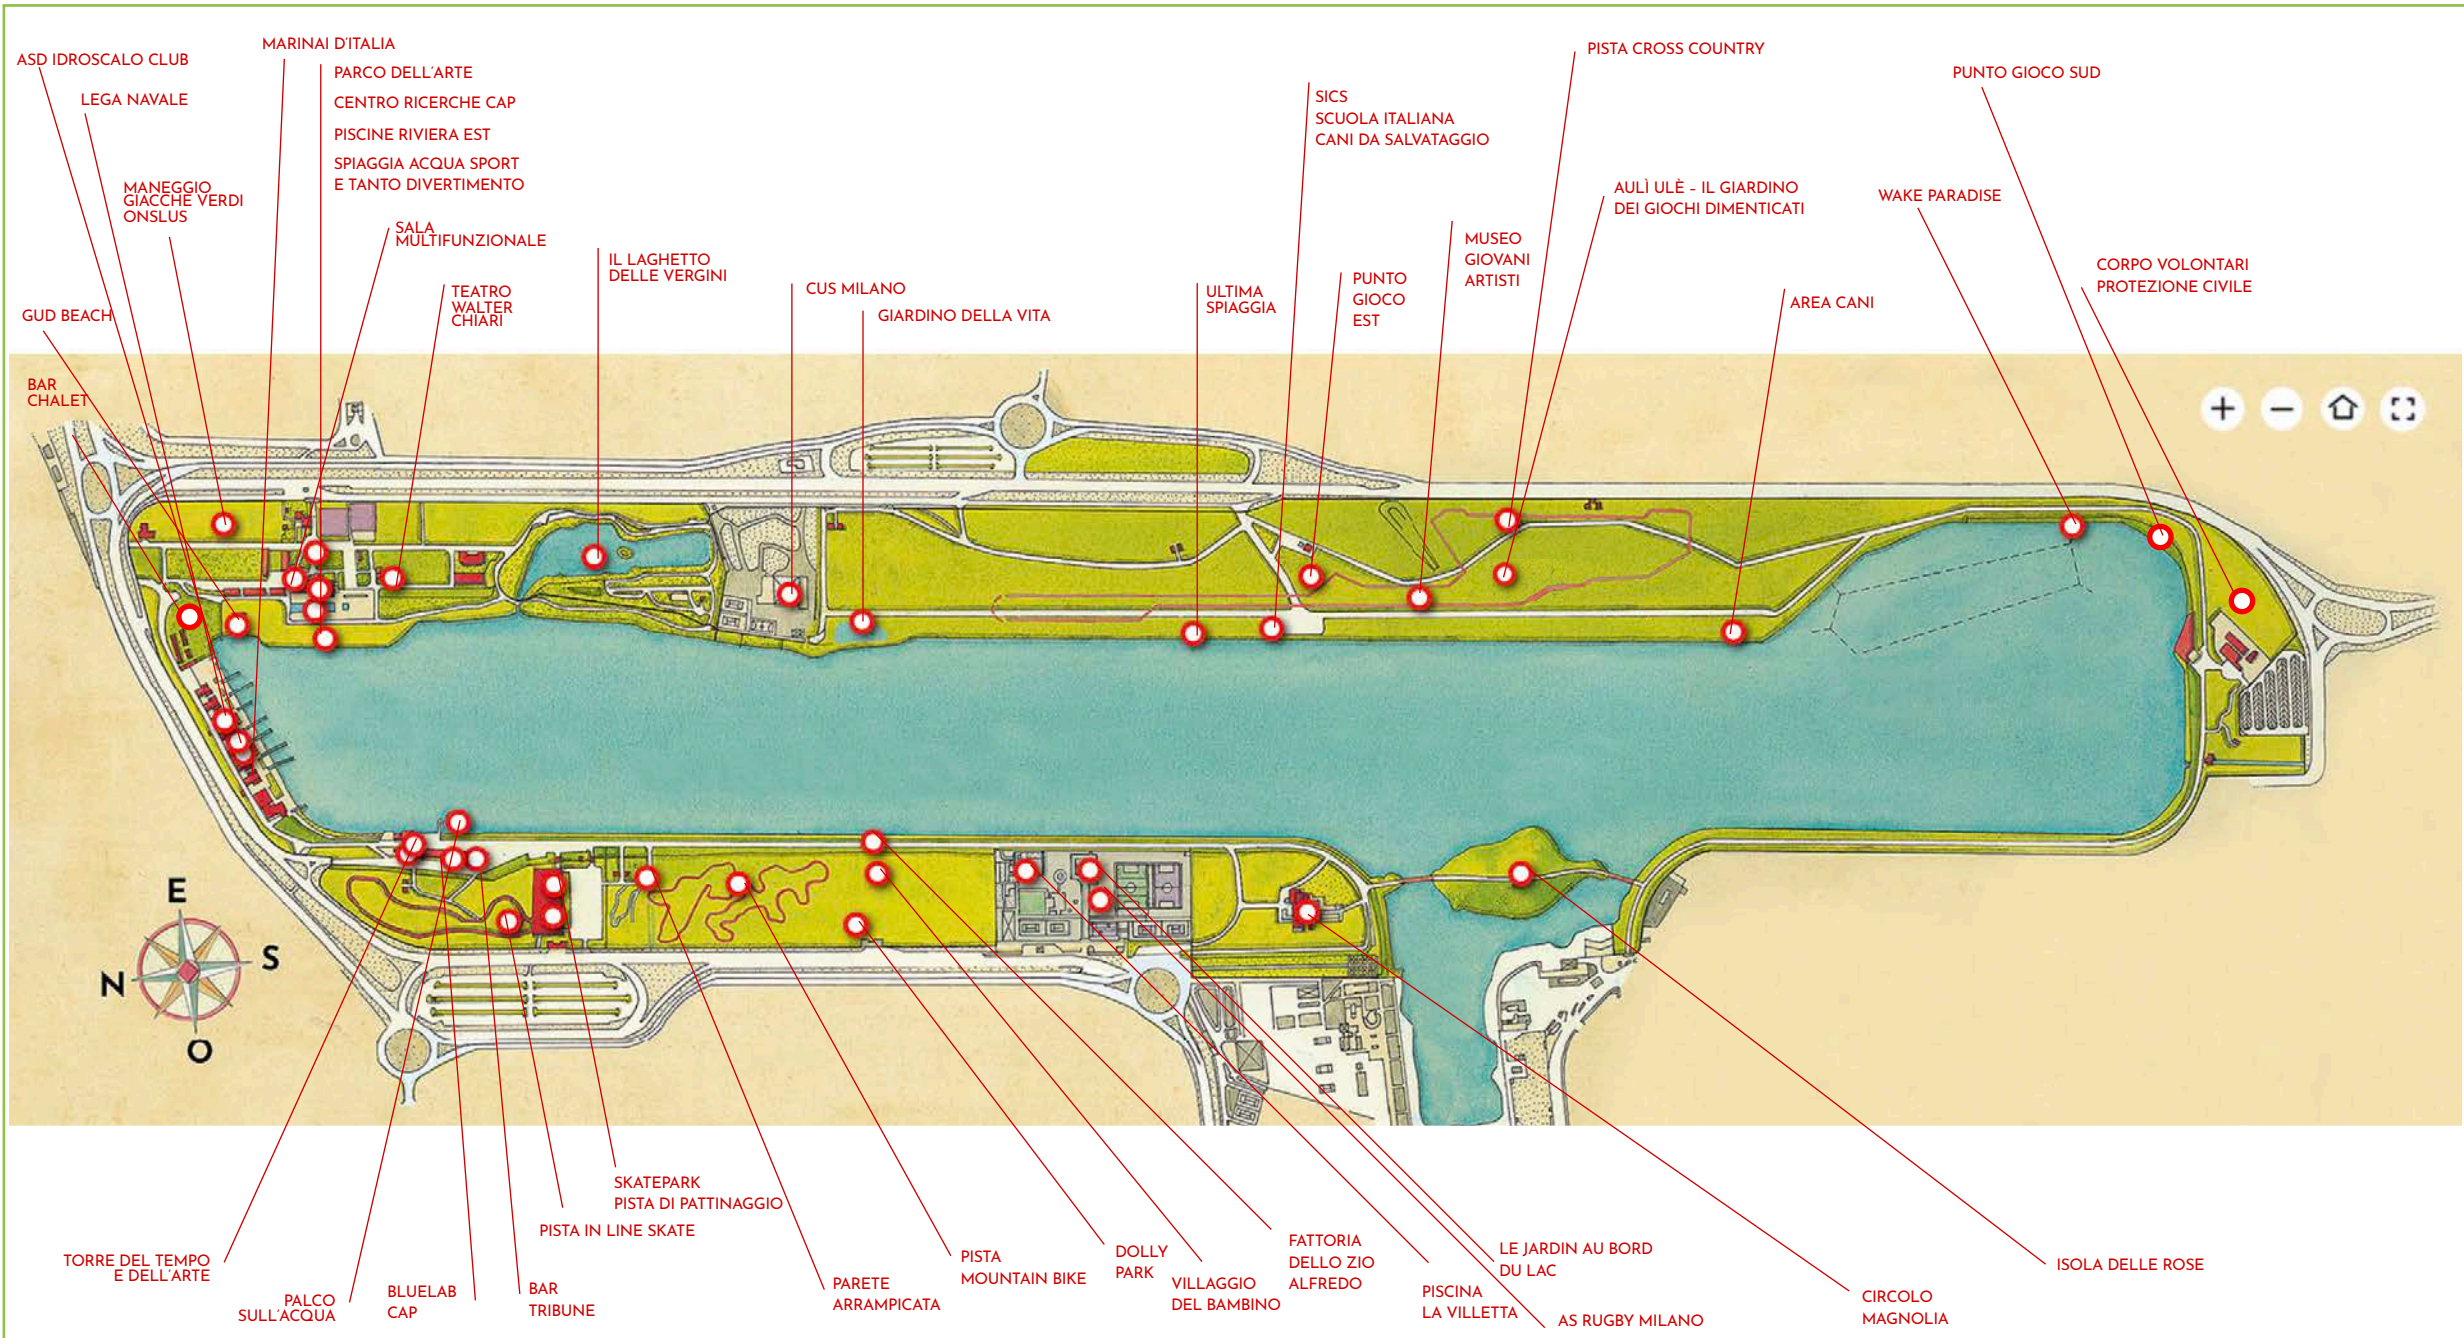 MARINAI D'ITALIA
ASD IDROSCALO CLUB
LEGA NAVALE
PARCO DELL'ARTE
CENTRO RICERCHE CAP
PISCINE RIVIERA EST
SPIAGGIA ACQUA SPORT
E TANTO DIVERTIMENTO
MANEGGIO
GIACCHE VERDI
ONSLUS
SALA
MULTIFUNZIONALE
TEATRO
WALTER
CHIARI
GUD BEACH
BAR
CHALET
IL LAGHETTO
DELLE VERGINI
CUS MILANO
GIARDINO DELLA VITA
ULTIMA
SPIAGGIA
SICS
SCUOLA ITALIANA
CANI DA SALVATAGGIO
PUNTO
GIOCO
EST
MUSEO
GIOVANI
ARTISTI
PISTA CROSS COUNTRY
AULÌ ULÈ - IL GIARDINO
DEI GIOCHI DIMENTICATI
AREA CANI
WAKE PARADISE
PUNTO GIOCO SUD
CORPO VOLONTARI
PROTEZIONE CIVILE
E
S
N
O
TORRE DEL TEMPO
E DELL'ARTE
PALCO
SULL'ACQUA
BLUELAB
CAP
BAR
TRIBUNE
PISTA IN LINE SKATE
SKATEPARK
PISTA DI PATTINAGGIO
PARETE
ARRAMPICATA
PISTA
MOUNTAIN BIKE
DOLLY
PARK
VILLAGGIO
DEL BAMBINO
FATTORIA
DELLO ZIO
ALFREDO
PISCINA
LA VILLETTA
LE JARDIN AU BORD
DU LAC
AS RUGBY MILANO
CIRCOLO
MAGNOLIA
ISOLA DELLE ROSE